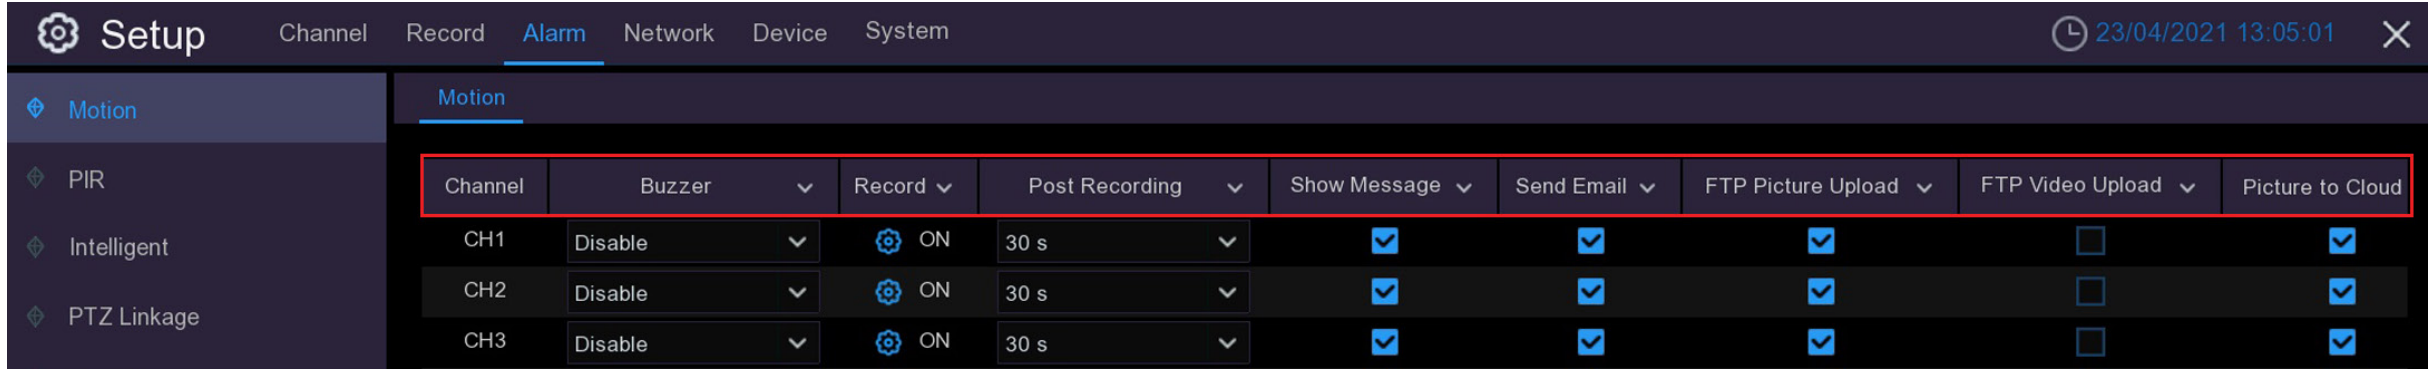 Setup Channel Record Alarm Network Device System 23/04/2021 13:05:01
Motion
PIR
Intelligent
PTZ Linkage
Motion
Channel Buzzer Record Post Recording Show Message Send Email FTP Picture Upload FTP Video Upload Picture to Cloud
CH1 Disable ON 30 s
CH2 Disable ON 30 s
CH3 Disable ON 30 s